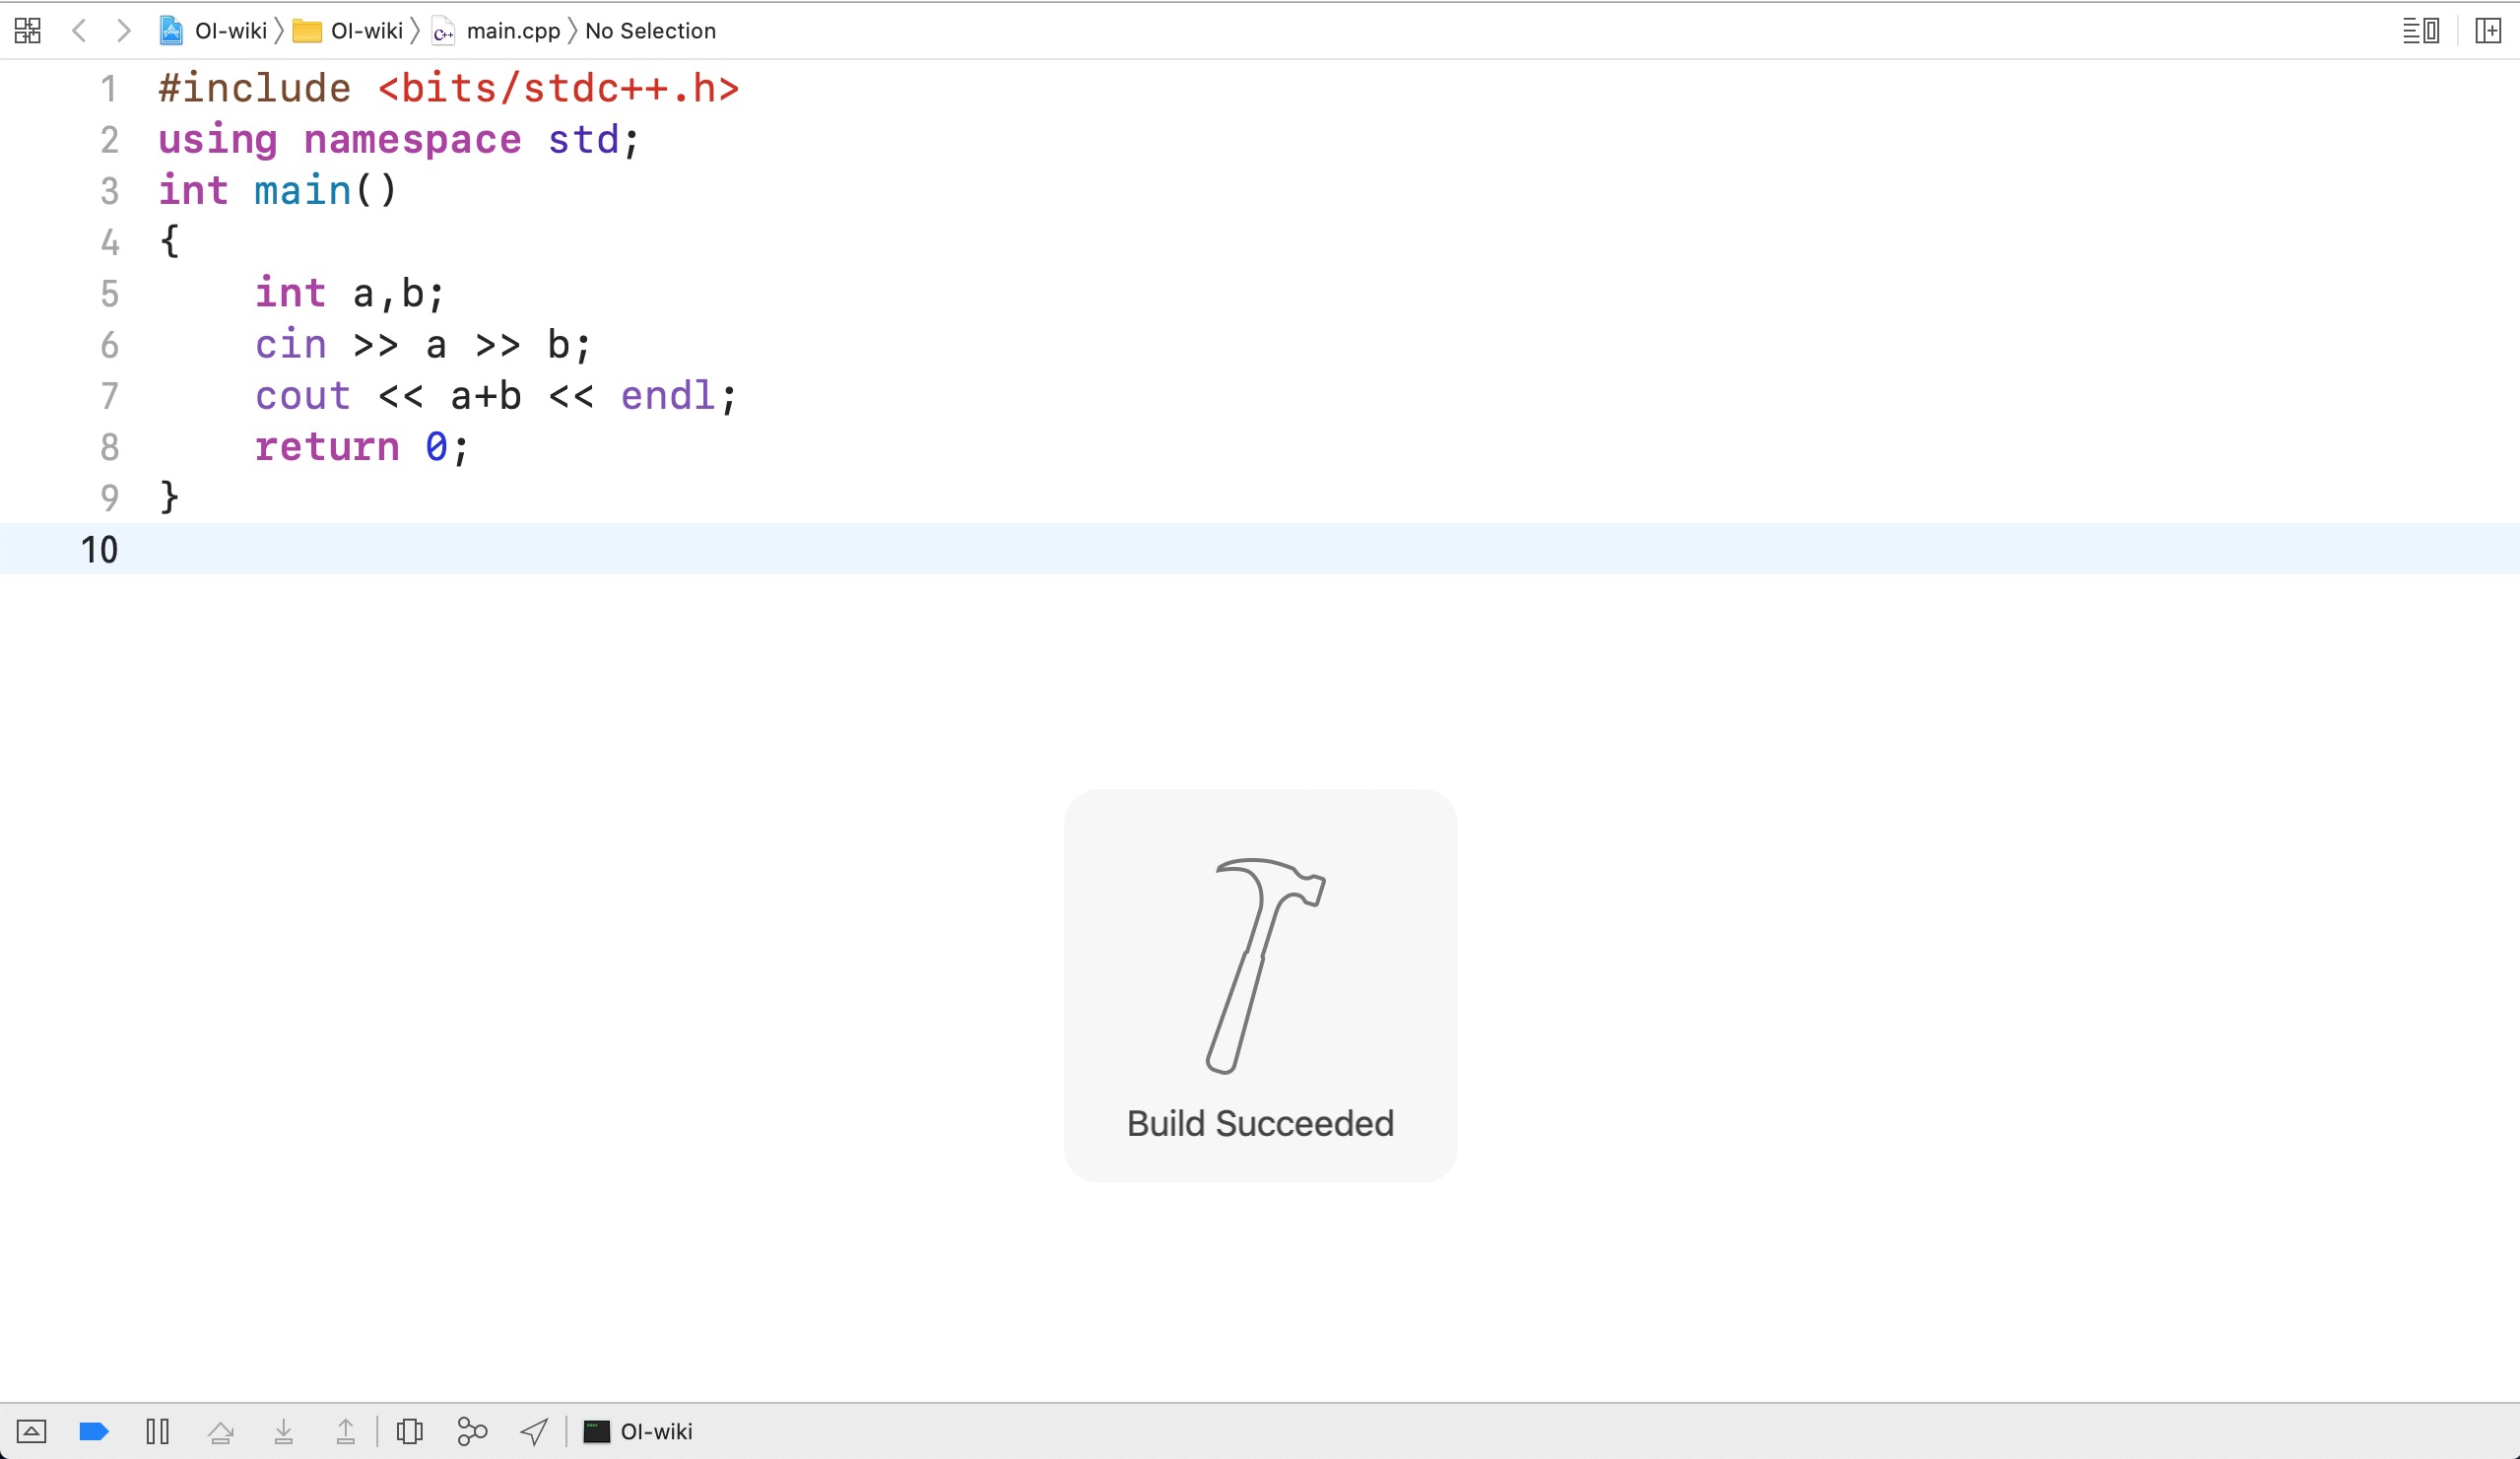 OI-wiki 〉 OI-wiki 〉 main.cpp 〉 No Selection
1 #include <bits/stdc++.h>
2 using namespace std;
3 int main()
4 {
5     int a,b;
6     cin >> a >> b;
7     cout << a+b << endl;
8     return 0;
9 }
10
Build Succeeded
OI-wiki